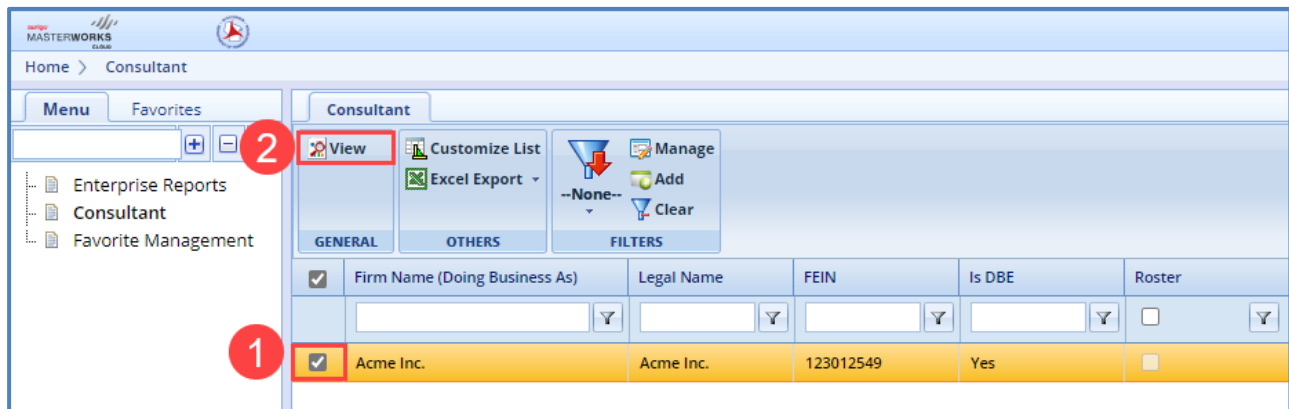 aurigo
MASTERWORKS
CLOUD
Home > Consultant
Menu Favorites
Consultant
2
View
Customize List
Excel Export
--None--
Manage
Add
Clear
GENERAL OTHERS FILTERS
Enterprise Reports
Consultant
Favorite Management
Firm Name (Doing Business As) Legal Name FEIN Is DBE Roster
1
Acme Inc. Acme Inc. 123012549 Yes